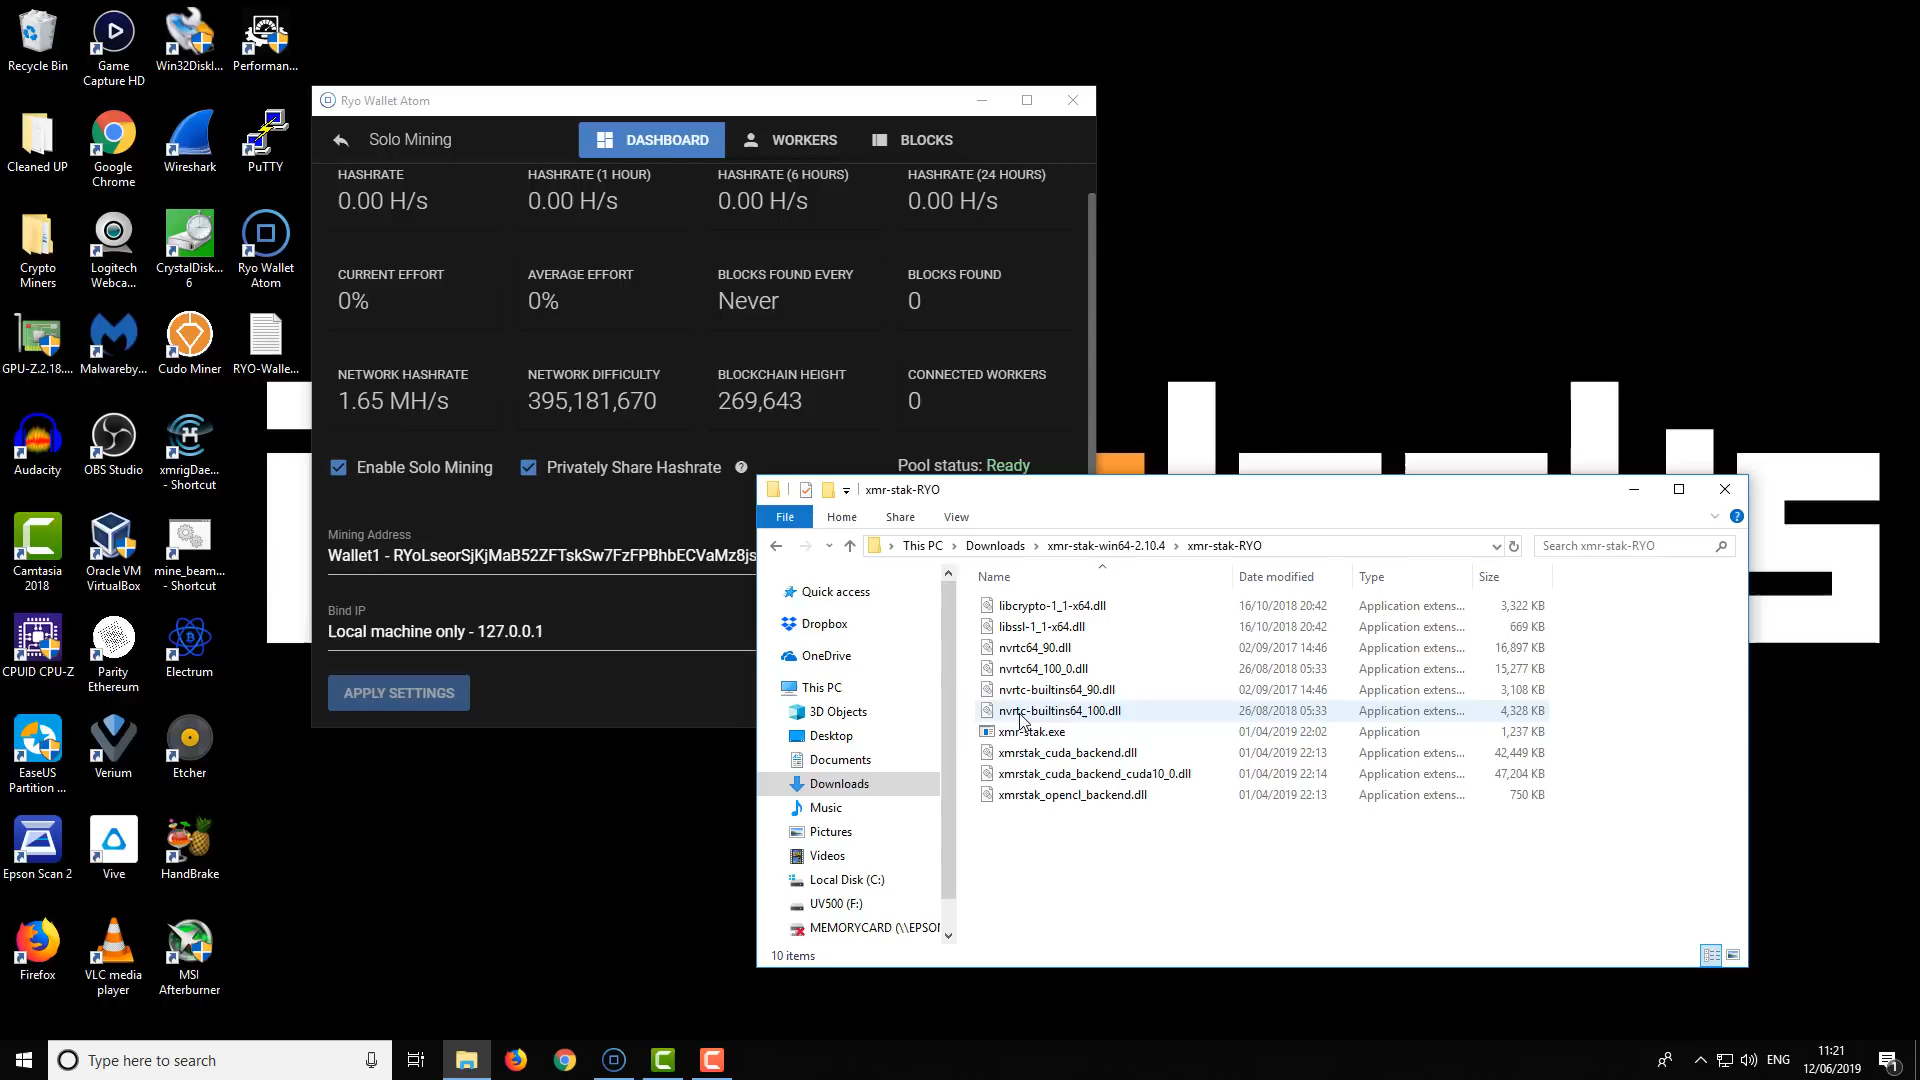 Recycle Bin
Game
Capture HD
Win32DiskI...
Performan...
Cleaned UP
Google
Chrome
Wireshark
PuTTY
Crypto
Miners
Logitech
Webca...
CrystalDisk...
6
Ryo Wallet
Atom
GPU-Z.2.18....
Malwareby...
Cudo Miner
RYO-Walle...
Audacity
OBS Studio
xmrigDae...
- Shortcut
Camtasia
2018
Oracle VM
VirtualBox
mine_beam...
- Shortcut
CPUID CPU-Z
Parity
Ethereum
Electrum
EaseUS
Partition ...
Verium
Etcher
Epson Scan 2
Vive
HandBrake
Firefox
VLC media
player
MSI
Afterburner
Ryo Wallet Atom
Solo Mining
DASHBOARD
WORKERS
BLOCKS
HASHRATE
HASHRATE (1 HOUR)
HASHRATE (6 HOURS)
HASHRATE (24 HOURS)
0.00 H/s
0.00 H/s
0.00 H/s
0.00 H/s
CURRENT EFFORT
AVERAGE EFFORT
BLOCKS FOUND EVERY
BLOCKS FOUND
0%
0%
Never
0
NETWORK HASHRATE
NETWORK DIFFICULTY
BLOCKCHAIN HEIGHT
CONNECTED WORKERS
1.65 MH/s
395,181,670
269,643
0
Enable Solo Mining
Privately Share Hashrate
Pool status: Ready
Mining Address
Wallet1 - RYoLseorSjKjMaB52ZFTskSw7FzFPBhbECVaMz8js
Bind IP
Local machine only - 127.0.0.1
APPLY SETTINGS
xmr-stak-RYO
File
Home
Share
View
This PC > Downloads > xmr-stak-win64-2.10.4 > xmr-stak-RYO
Search xmr-stak-RYO
Quick access
Dropbox
OneDrive
This PC
3D Objects
Desktop
Documents
Downloads
Music
Pictures
Videos
Local Disk (C:)
UV500 (F:)
MEMORYCARD (\\EPSO
Name Date modified Type Size
libcrypto-1_1-x64.dll 16/10/2018 20:42 Application extens... 3,322 KB
libssl-1_1-x64.dll 16/10/2018 20:42 Application extens... 669 KB
nvrtc64_90.dll 02/09/2017 14:46 Application extens... 16,897 KB
nvrtc64_100_0.dll 26/08/2018 05:33 Application extens... 15,277 KB
nvrtc-builtins64_90.dll 02/09/2017 14:46 Application extens... 3,108 KB
nvrtc-builtins64_100.dll 26/08/2018 05:33 Application extens... 4,328 KB
xmr-stak.exe 01/04/2019 22:02 Application 1,237 KB
xmrstak_cuda_backend.dll 01/04/2019 22:13 Application extens... 42,449 KB
xmrstak_cuda_backend_cuda10_0.dll 01/04/2019 22:14 Application extens... 47,204 KB
xmrstak_opencl_backend.dll 01/04/2019 22:13 Application extens... 750 KB
10 items
Type here to search
ENG
11:21
12/06/2019
1